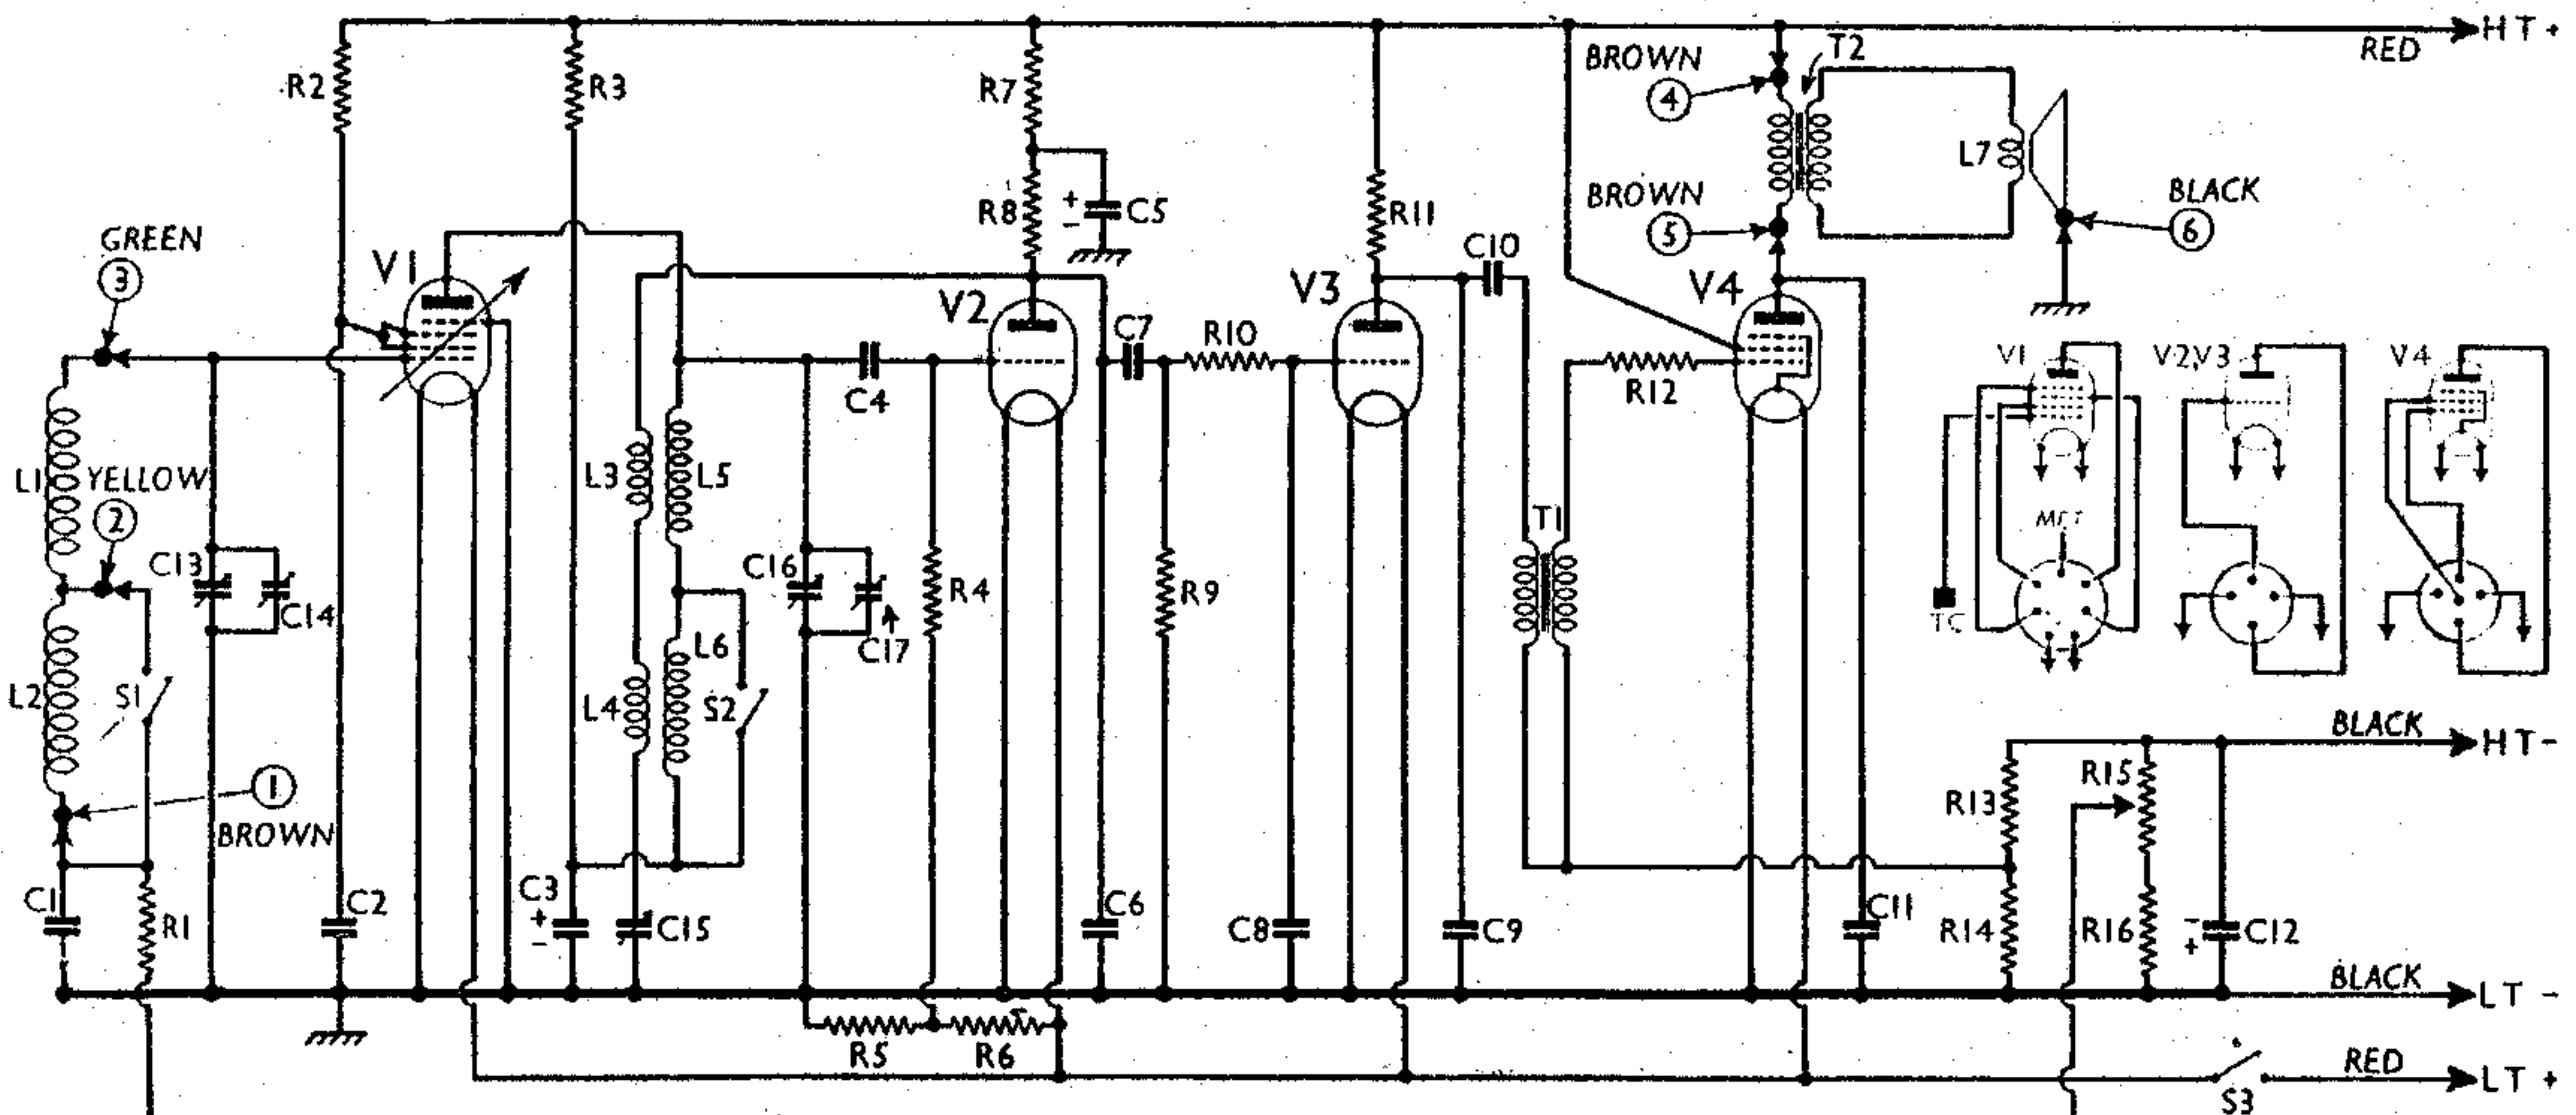 HT+
RED
BROWN
4
T2
R2
R3
R7
L7
R8
C5
R11
BROWN
5
BLACK
6
GREEN
3
V1
C10
V2
V3
V4
C7
R10
C4
R12
V1
V2,V3
V4
L1
YELLOW
2
L3
L5
T1
C13
C14
C16
C17
R4
R9
TC
L2
S1
L4
L6
S2
1
BROWN
BLACK
HT-
R13
R15
C1
R1
C2
C3
+
-
C15
C6
C8
C9
C11
R14
R16
C12
-
+
BLACK
LT -
R5
R6
RED
LT +
S3